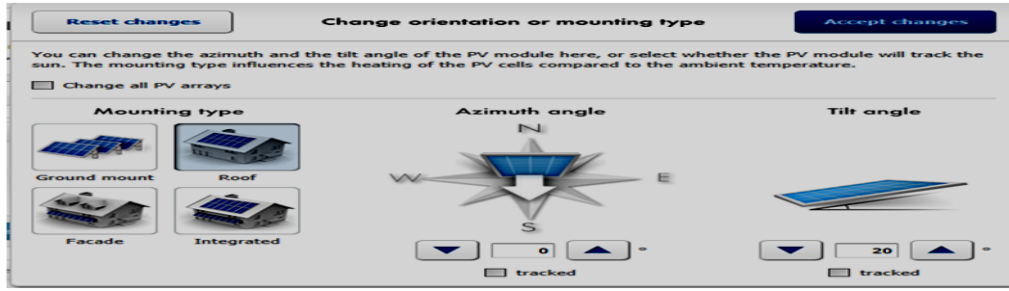 Reset changes
Change orientation or mounting type
Accept changes
You can change the azimuth and the tilt angle of the PV module here, or select whether the PV module will track the
sun. The mounting type influences the heating of the PV cells compared to the ambient temperature.
Change all PV arrays
Mounting type
Azimuth angle
Tilt angle
N
W
E
S
Ground mount
Roof
Facade
Integrated
0 °
20 °
tracked
tracked